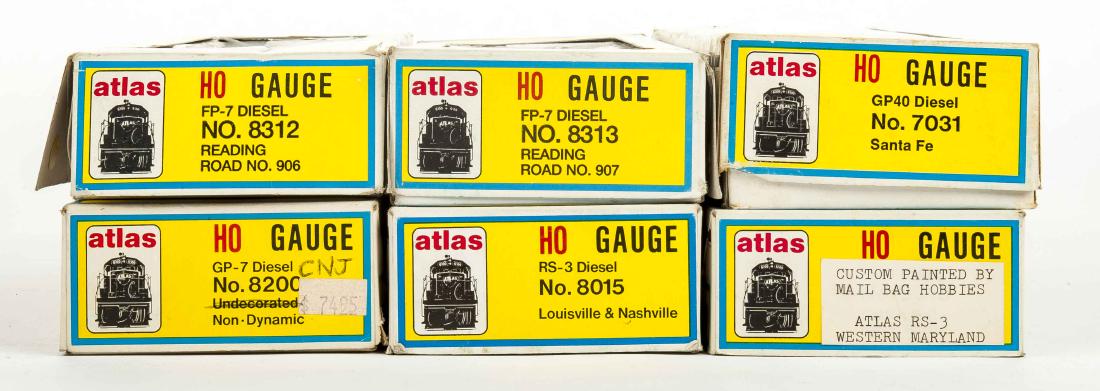 atlas
HO GAUGE
FP-7 DIESEL
NO. 8312
READING
ROAD NO. 906
atlas
HO GAUGE
FP-7 DIESEL
NO. 8313
READING
ROAD NO. 907
atlas
HO GAUGE
GP40 Diesel
No. 7031
Santa Fe
atlas
HO GAUGE
GP-7 Diesel CNJ
No. 8200
Undecorated
Non-Dynamic
$ 7495
atlas
HO GAUGE
RS-3 Diesel
No. 8015
Louisville & Nashville
atlas
HO GAUGE
CUSTOM PAINTED BY
MAIL BAG HOBBIES
ATLAS RS-3
WESTERN MARYLAND